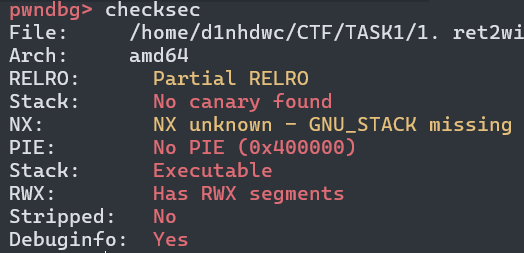 pwndbg> checksec
File:     /home/d1nhdwc/CTF/TASK1/1. ret2wi
Arch:     amd64
RELRO:      Partial RELRO
Stack:      No canary found
NX:         NX unknown - GNU_STACK missing
PIE:        No PIE (0x400000)
Stack:      Executable
RWX:        Has RWX segments
Stripped:   No
Debuginfo:  Yes